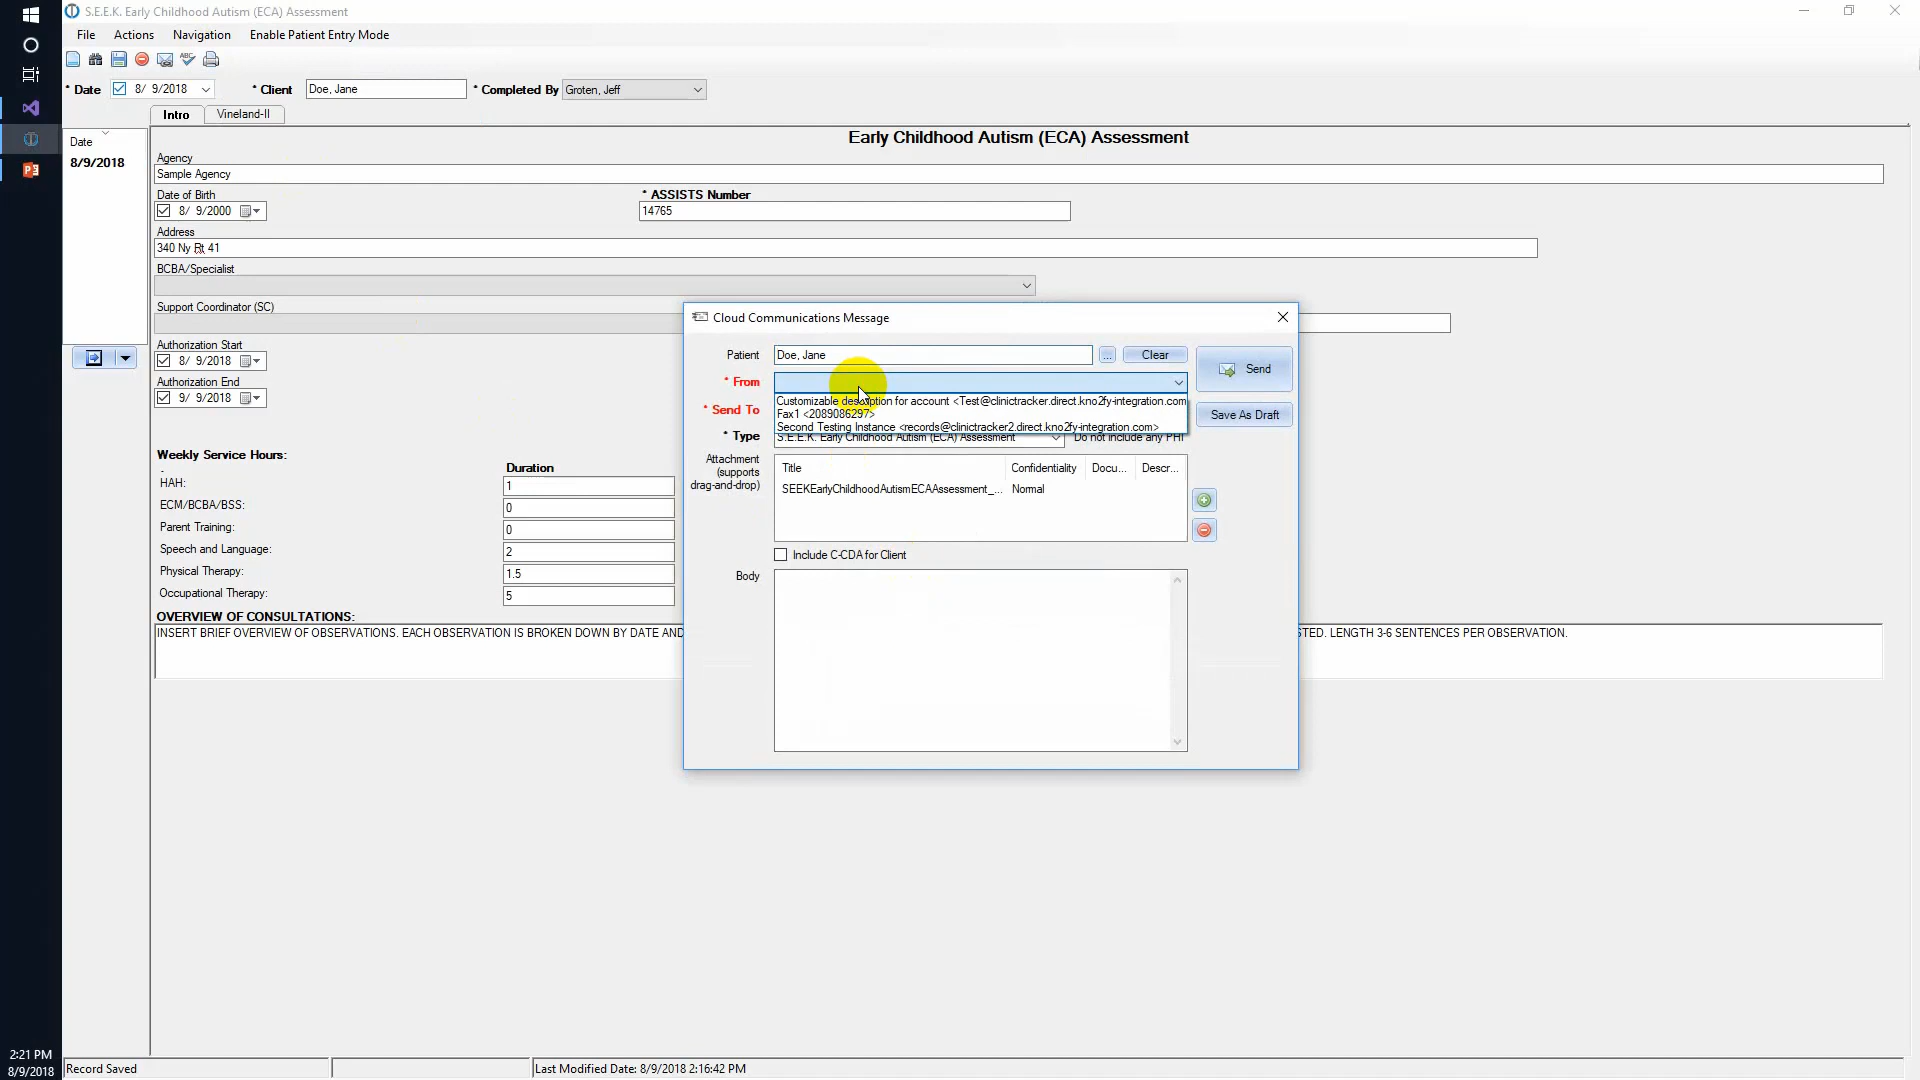 S.E.E.K. Early Childhood Autism (ECA) Assessment
File Actions Navigation Enable Patient Entry Mode
* Date 8/ 9/2018 * Client Doe, Jane * Completed By Groten, Jeff
Intro Vineland-II
Date
8/9/2018
Early Childhood Autism (ECA) Assessment
Agency
Sample Agency
Date of Birth * ASSISTS Number
8/ 9/2000 14765
Address
340 Ny Rt 41
BCBA/Specialist
Support Coordinator (SC)
Authorization Start
8/ 9/2018
Authorization End
9/ 9/2018
Weekly Service Hours:
Duration
HAH: 1
ECM/BCBA/BSS: 0
Parent Training: 0
Speech and Language: 2
Physical Therapy: 1.5
Occupational Therapy: 5
OVERVIEW OF CONSULTATIONS:
INSERT BRIEF OVERVIEW OF OBSERVATIONS. EACH OBSERVATION IS BROKEN DOWN BY DATE AND
STED. LENGTH 3-6 SENTENCES PER OBSERVATION.
Cloud Communications Message
Patient Doe, Jane ... Clear Send
* From
Customizable description for account <Test@clinictracker.direct.kno2fy-integration.com
Fax1 <2089086297>
Second Testing Instance <records@clinictracker2.direct.kno2fy-integration.com>
* Send To Save As Draft
* Type S.E.E.K. Early Childhood Autism (ECA) Assessment Do not include any PHI
Attachment
(supports
drag-and-drop)
Title Confidentiality Docu... Descr...
SEEKEarlyChildhoodAutismECAAssessment_... Normal
Include C-CDA for Client
Body
2:21 PM
8/9/2018
Record Saved
Last Modified Date: 8/9/2018 2:16:42 PM